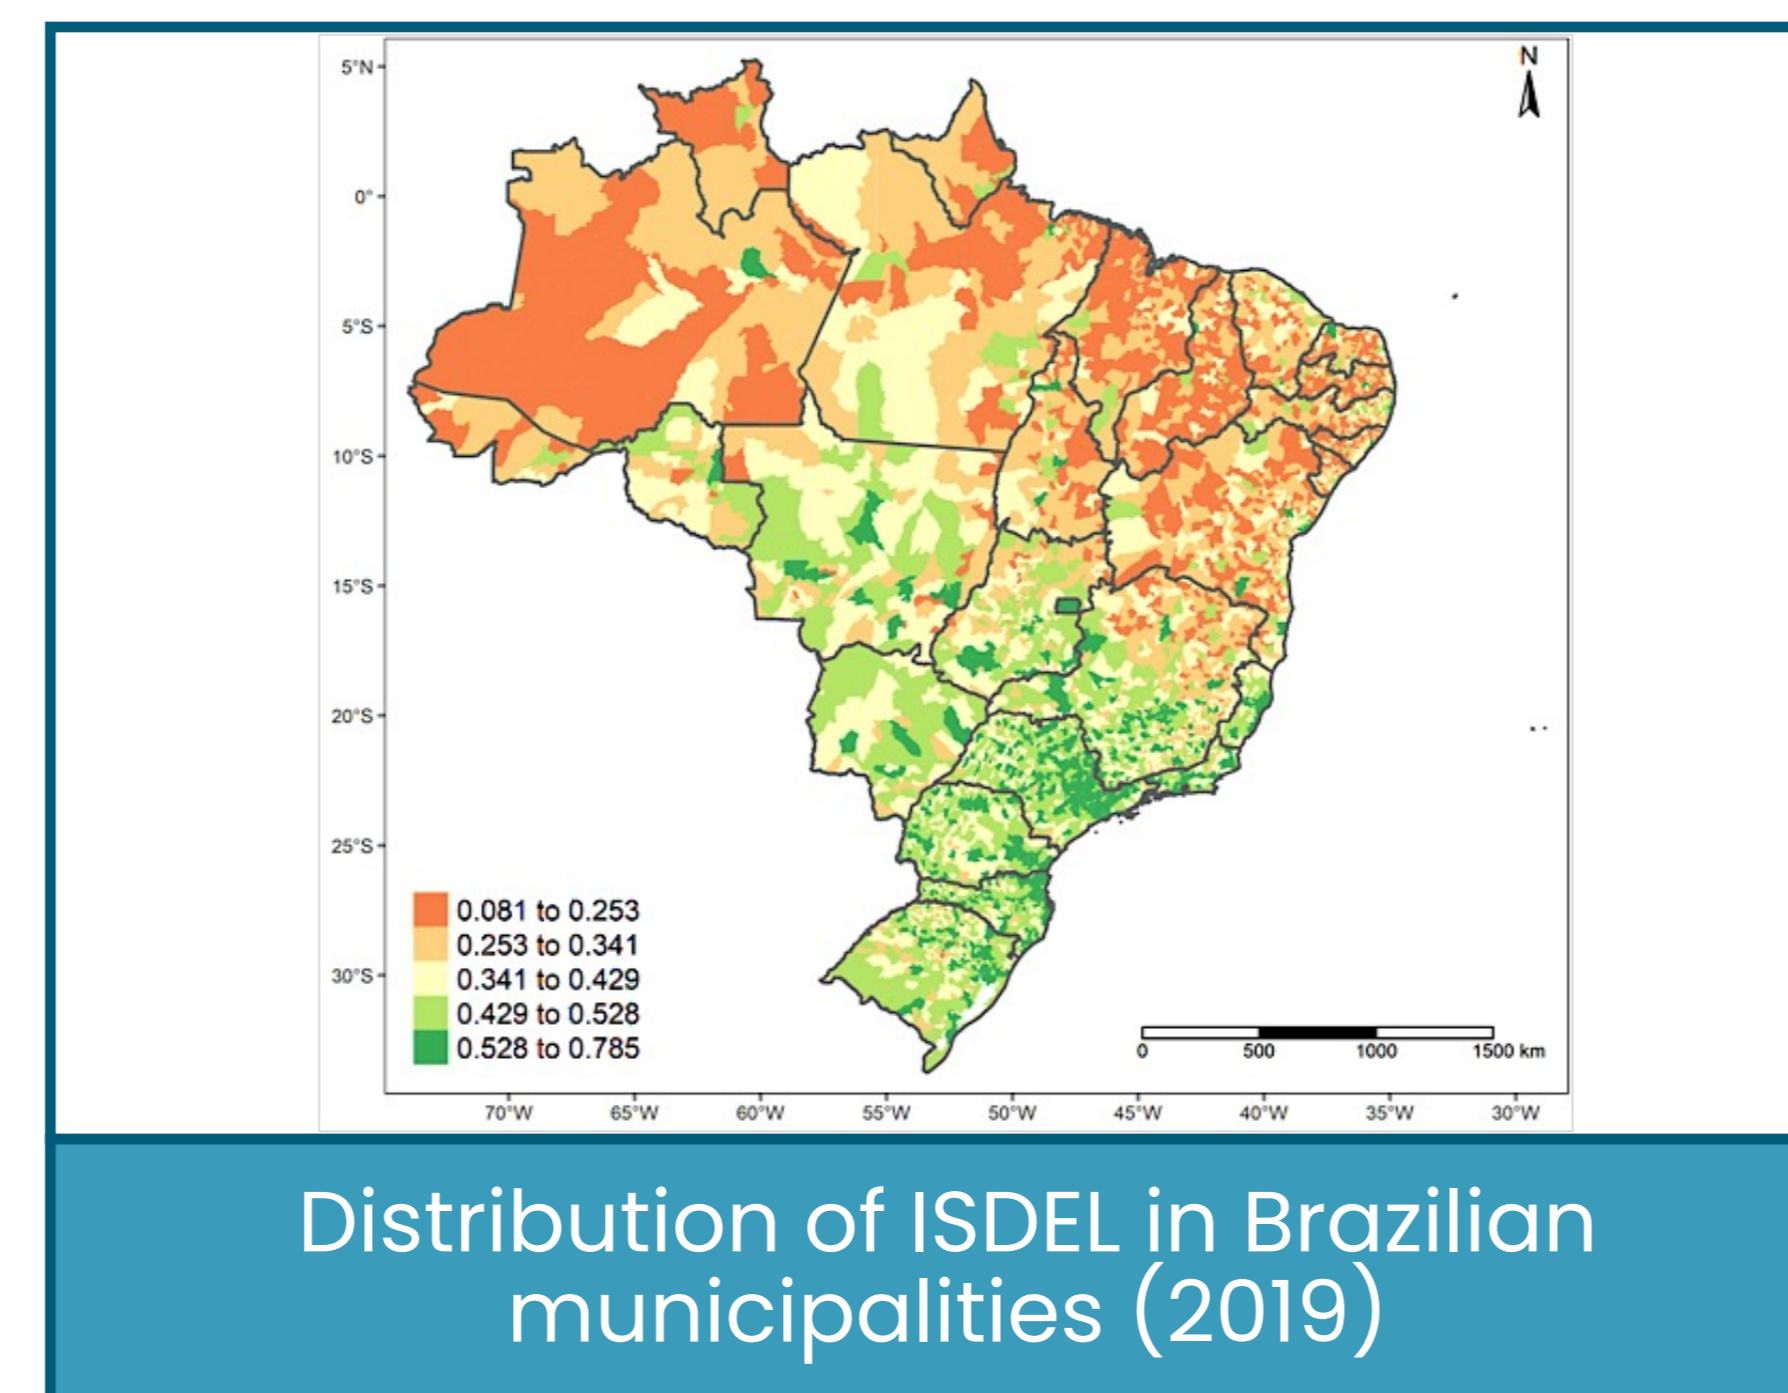 N
5°N
0°
5°S
10°S
15°S
20°S
25°S
30°S
0.081 to 0.253
0.253 to 0.341
0.341 to 0.429
0.429 to 0.528
0.528 to 0.785
0 500 1000 1500 km
70°W 65°W 60°W 55°W 50°W 45°W 40°W 35°W 30°W
Distribution of ISDEL in Brazilian
municipalities (2019)